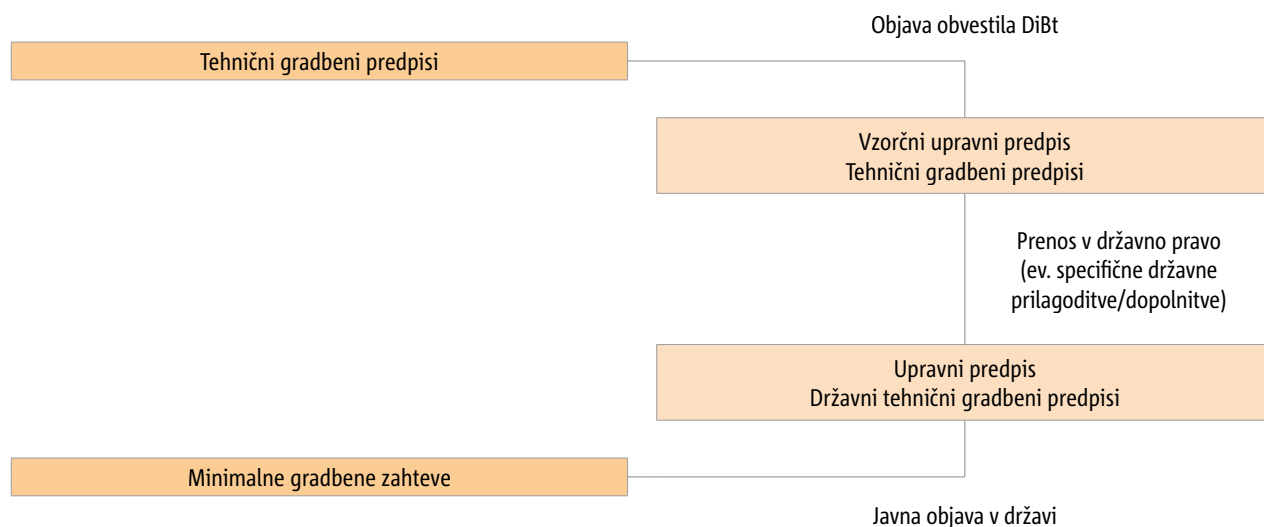 Objava obvestila DiBt
Tehnični gradbeni predpisi
Vzorčni upravni predpis
Tehnični gradbeni predpisi
Prenos v državno pravo
(ev. specifične državne
prilagoditve/dopolnitve)
Upravni predpis
Državni tehnični gradbeni predpisi
Minimalne gradbene zahteve
Javna objava v državi